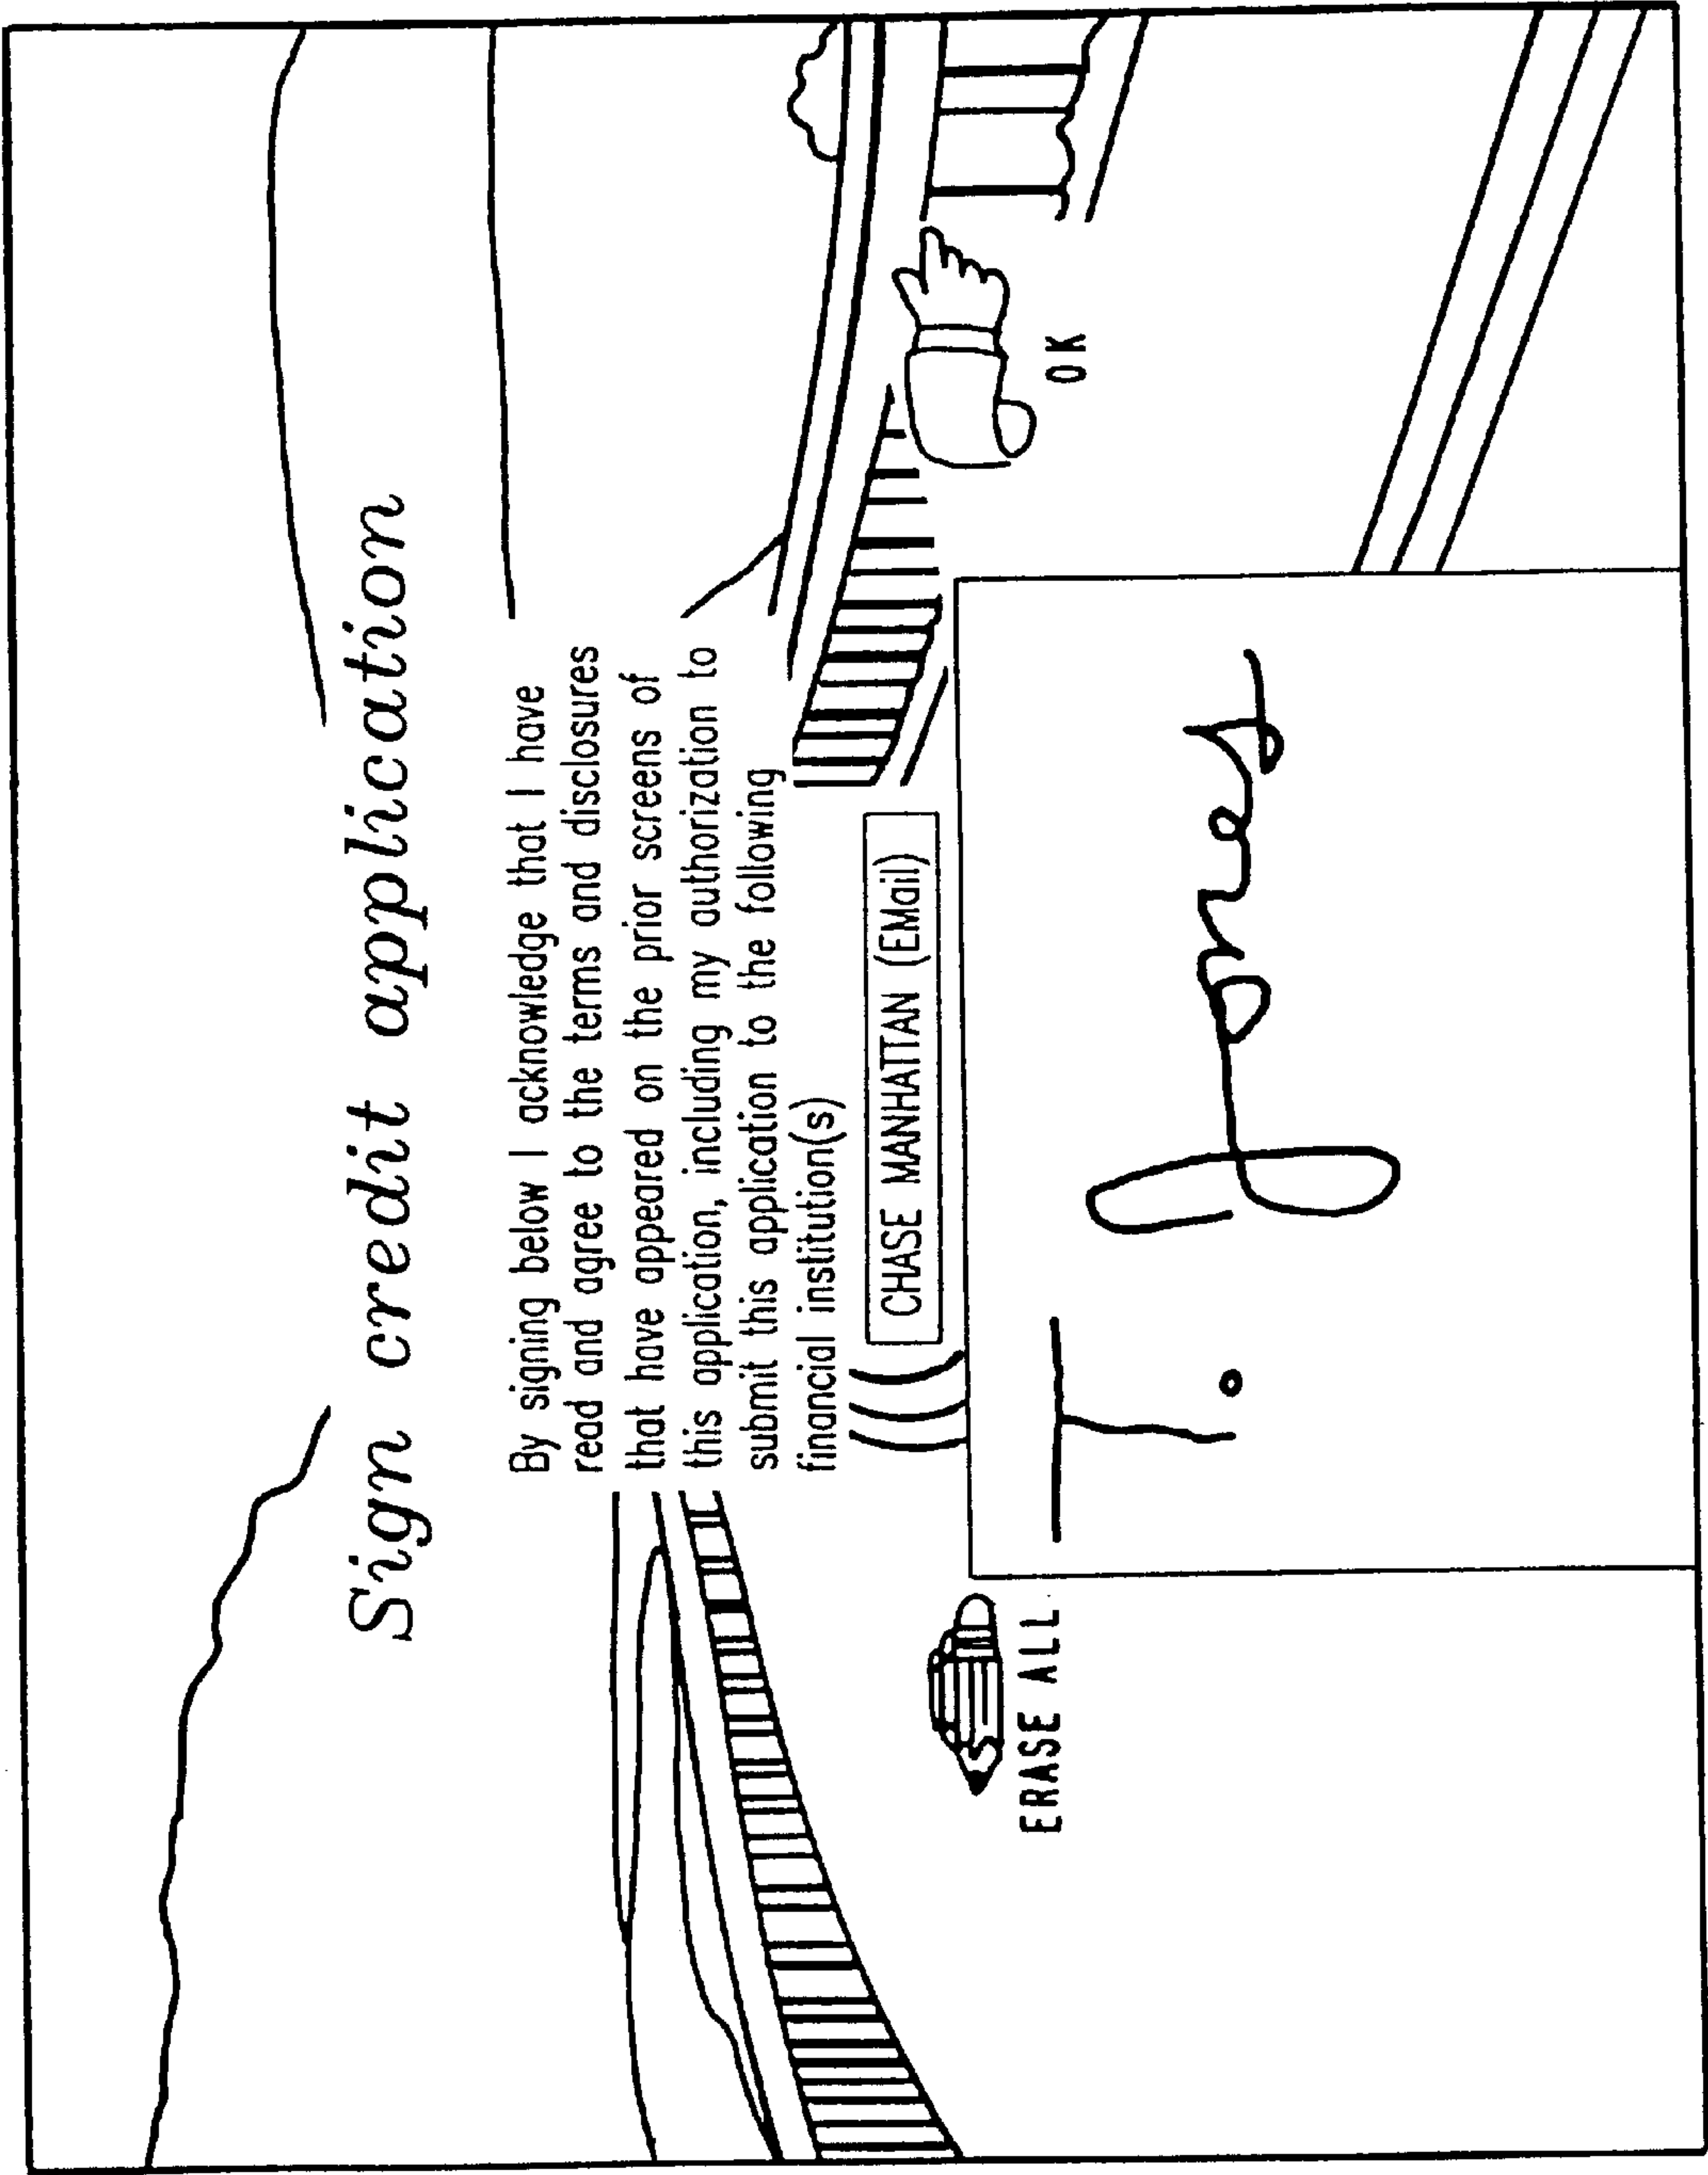 Sign credit application
By signing below I acknowledge that I have
read and agree to the terms and disclosures
that have appeared on the prior screens of
this application, including my authorization to
submit this application to the following
financial institution(s)
CHASE MANHATTAN (EMail)
ERASE ALL
OK
T. Jones